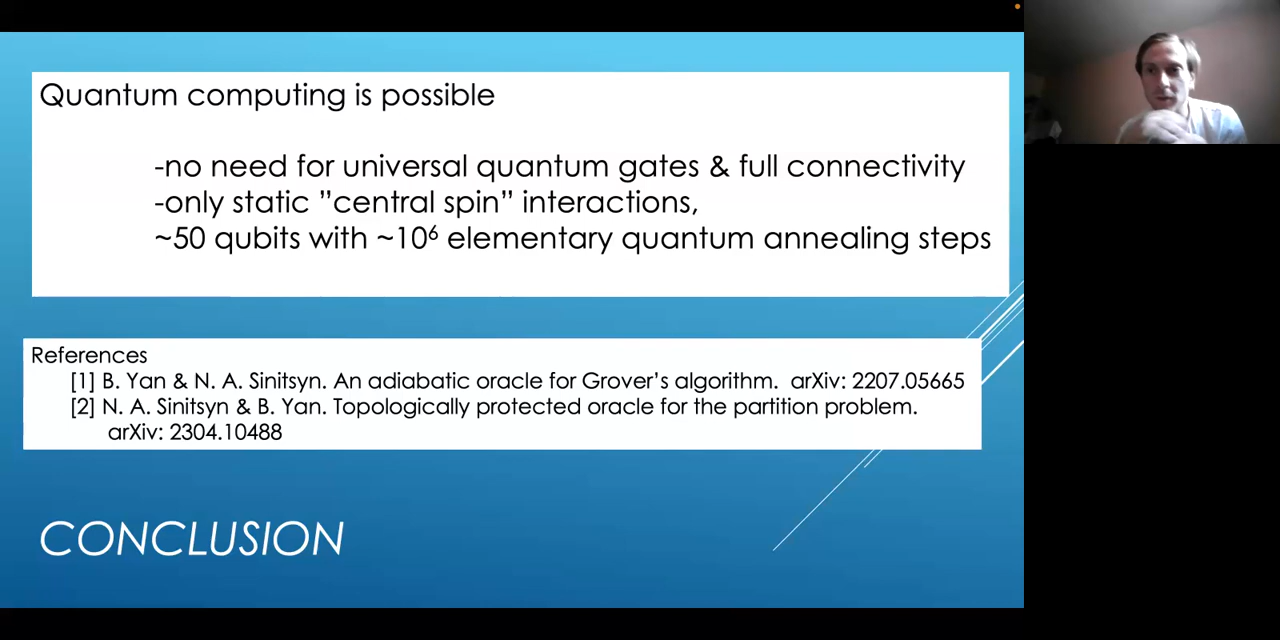 Quantum computing is possible
-no need for universal quantum gates & full connectivity
-only static ”central spin” interactions,
~50 qubits with ~10⁶ elementary quantum annealing steps
References
[1] B. Yan & N. A. Sinitsyn. An adiabatic oracle for Grover’s algorithm. arXiv: 2207.05665
[2] N. A. Sinitsyn & B. Yan. Topologically protected oracle for the partition problem.
arXiv: 2304.10488
CONCLUSION